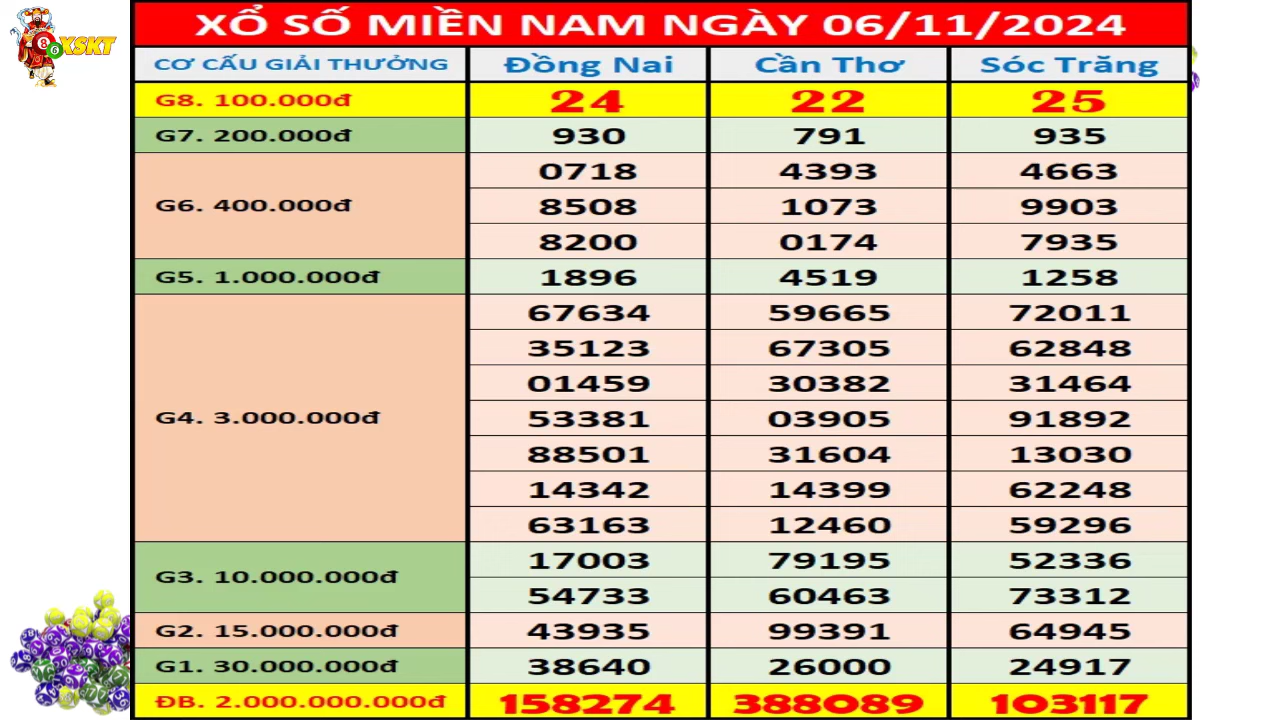 XSKT
XỔ SỐ MIỀN NAM NGÀY 06/11/2024
CƠ CẤU GIẢI THƯỞNG Đồng Nai Cần Thơ Sóc Trăng
G8. 100.000đ 24 22 25
G7. 200.000đ 930 791 935
G6. 400.000đ
0718 4393 4663
8508 1073 9903
8200 0174 7935
G5. 1.000.000đ 1896 4519 1258
G4. 3.000.000đ
67634 59665 72011
35123 67305 62848
01459 30382 31464
53381 03905 91892
88501 31604 13030
14342 14399 62248
63163 12460 59296
G3. 10.000.000đ
17003 79195 52336
54733 60463 73312
G2. 15.000.000đ 43935 99391 64945
G1. 30.000.000đ 38640 26000 24917
ĐB. 2.000.000.000đ 158274 388089 103117